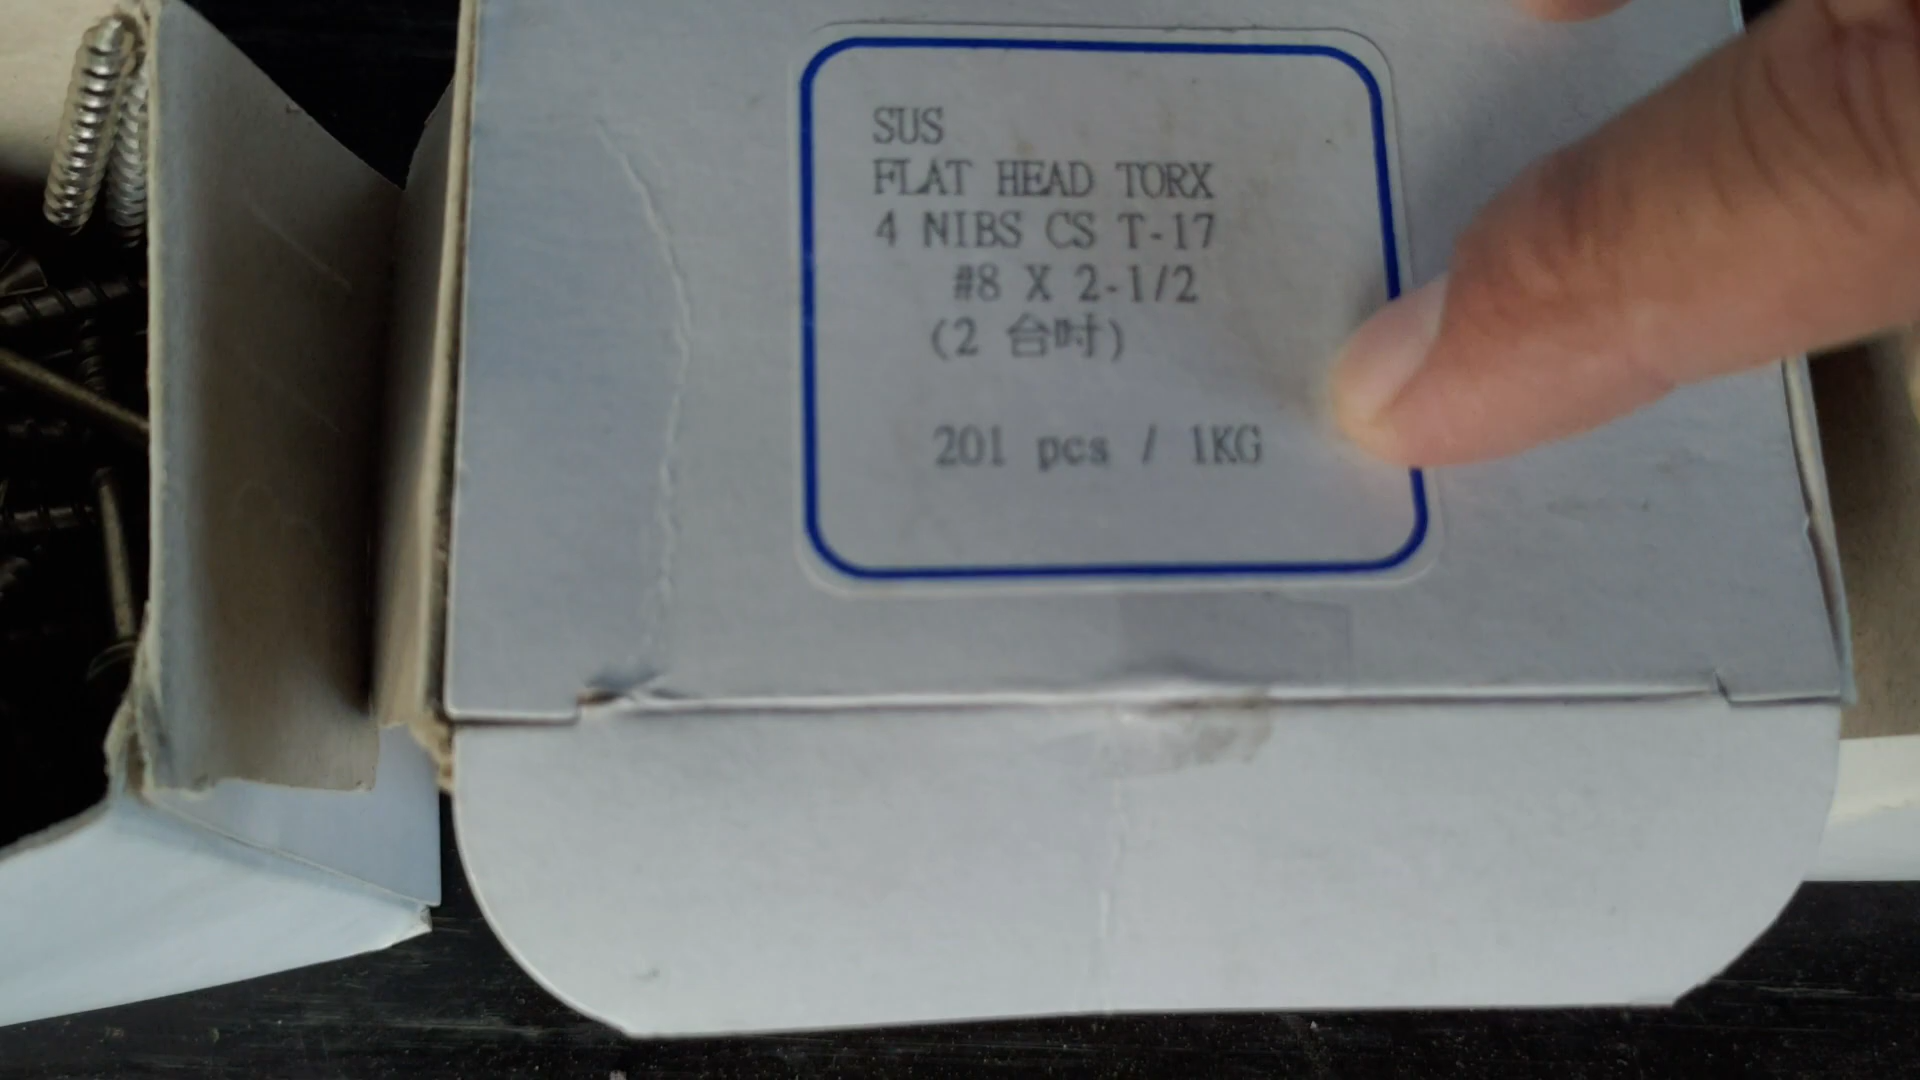 SUS
FLAT HEAD TORX
4 NIBS CS T-17
#8 X 2-1/2
(2 台吋)
201 pcs / 1KG